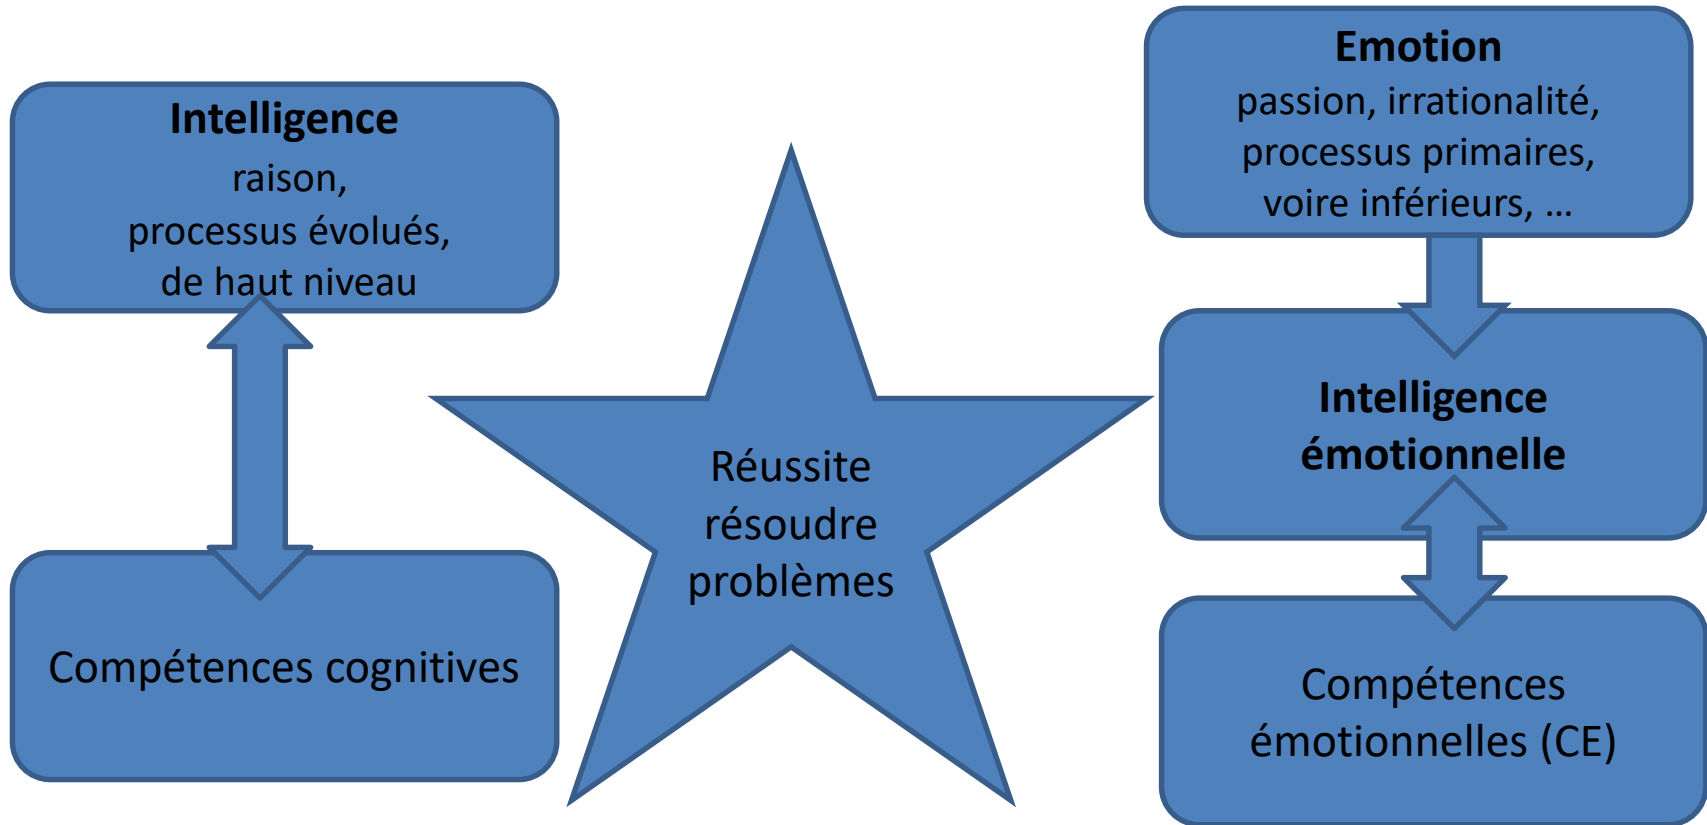 Intelligence
raison,
processus évolués,
de haut niveau
Compétences cognitives
Réussite
résoudre
problèmes
Emotion
passion, irrationalité,
processus primaires,
voire inférieurs, ...
Intelligence
émotionnelle
Compétences
émotionnelles (CE)